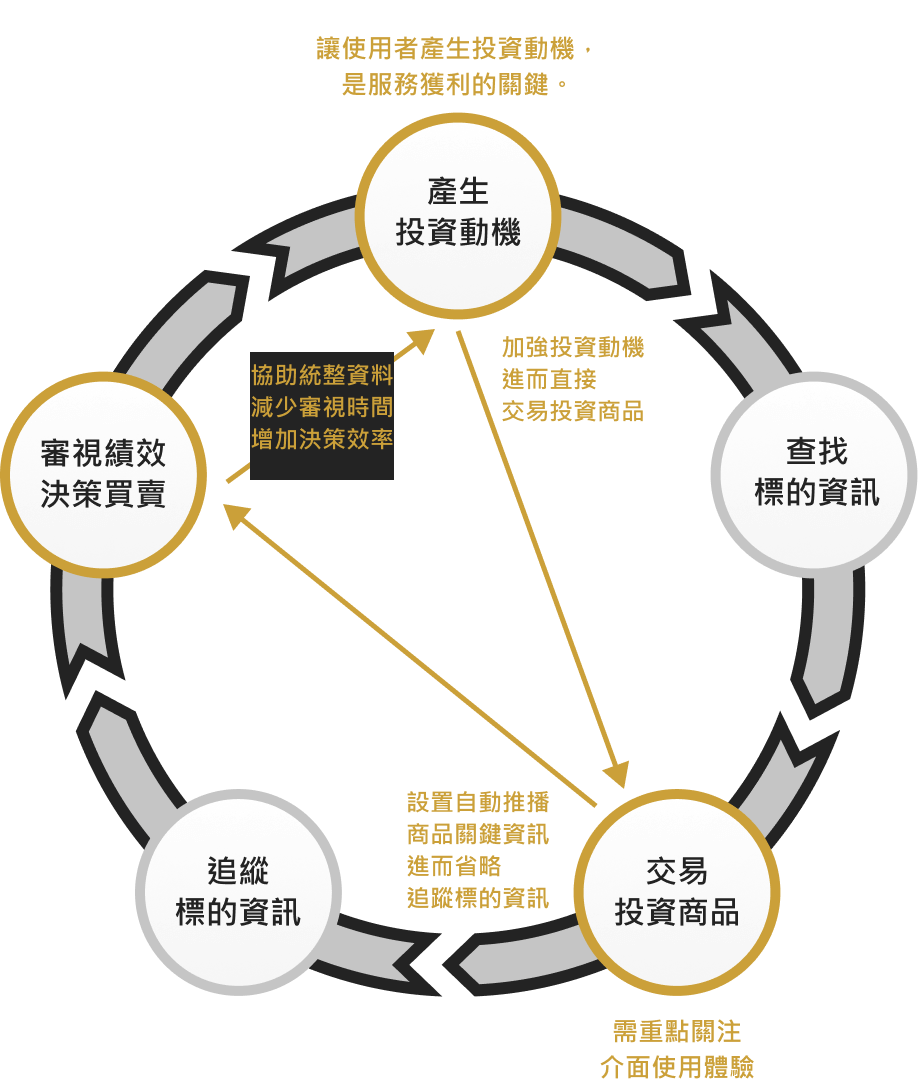 讓使用者產生投資動機，
是服務獲利的關鍵。
產生
投資動機
加強投資動機
進而直接
交易投資商品
協助統整資料
減少審視時間
增加決策效率
審視績效
決策買賣
查找
標的資訊
設置自動推播
商品關鍵資訊
進而省略
追蹤標的資訊
追縱
標的資訊
交易
投資商品
需重點關注
介面使用體驗